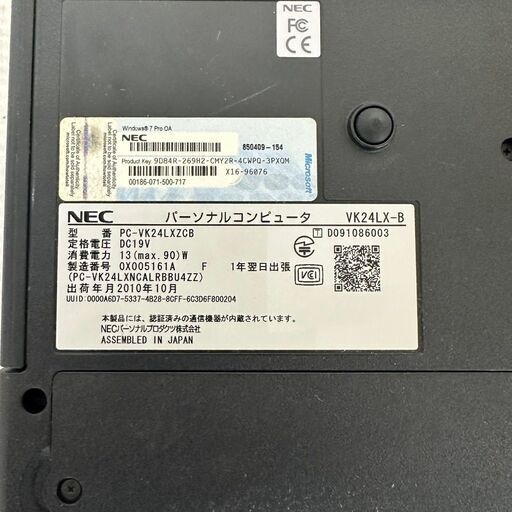 NEC
FC CE
Windows®7 Pro OA
NEC
850409-154
Product Key: 9DB4R-269H2-CMY2R-4CWPQ-3PXQM
X16-96076
00186-071-500-717
Certificate of Authenticity
Microsoft
NEC パーソナルコンピュータ VK24LX-B
型 番 PC-VK24LXZCB
定格電圧 DC19V
消費電力 13(max.90)W
製造番号 0X005161A F 1年翌日出張
(PC-VK24LXNCALRBBU4ZZ)
出荷年月 2010年10月
UUID:0000A6D7-5337-4B28-8CFF-6C3D6F800204
T D091086003
VCI
本製品には、認証済みの通信機器が内蔵されています。
NECパーソナルプロダクツ株式会社
ASSEMBLED IN JAPAN